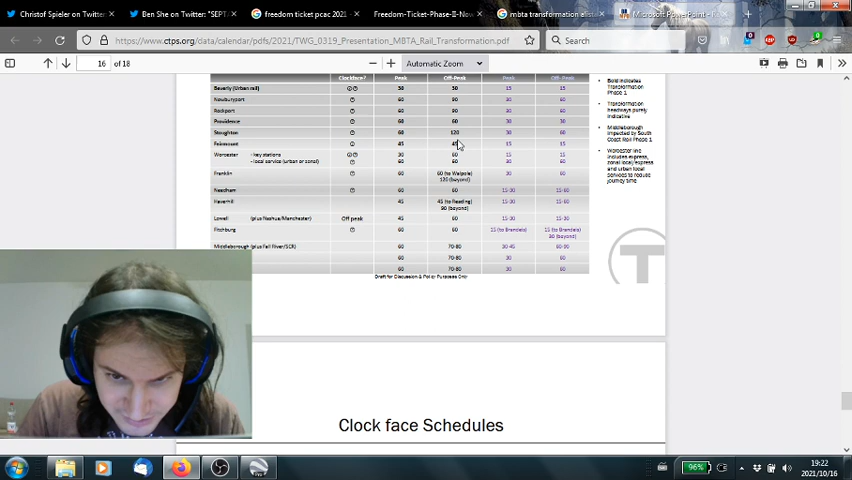 Christof Spieler on Twitter
Ben She on Twitter: "SEPT
freedom ticket pcac 2021
Freedom-Ticket-Phase-II-Nov
mbta transformation alist
Microsoft PowerPoint - F
https://www.ctps.org/data/calendar/pdfs/2021/TWG_0319_Presentation_MBTA_Rail_Transformation.pdf
Search
16 of 18
Automatic Zoom
Clockface? Peak Off-Peak Peak Off-Peak
Beverly (Urban rail) 30 30 15 15
Newburyport 60 90 30 60
Rockport 60 90 30 60
Providence 60 60 30 30
Stoughton 60 120 30 60
Fairmount 45 45 15 15
Worcester - key stations 30 60 15 15
- local service (urban or zonal) 60 60 30 60
Franklin 60 60 (to Walpole) 30 60
120 (beyond)
Needham 60 60 15-30 15-60
Haverhill 45 45 (to Reading) 15-30 15-30
90 (beyond)
Lowell (plus Nashua/Manchester) Off peak 45 60 15-30 15-30
Fitchburg 60 60 15 (to Brandeis) 15 (to Brandeis)
30 (beyond)
Middleborough (plus Fall River/SCR) 60 70-80 30-45 60-90
60 70-80 30 60
60 70-80 30 60
Draft for Discussion & Policy Purposes Only
Bold indicates
Transformation
Phase 1
Transformation
headways purely
indicative
Middleborough
impacted by South
Coast Rail Phase 1
Worcester line
includes express,
zonal local/express
and urban local
services to reduce
journey time
T
Clock face Schedules
96%
19:22
2021/10/16